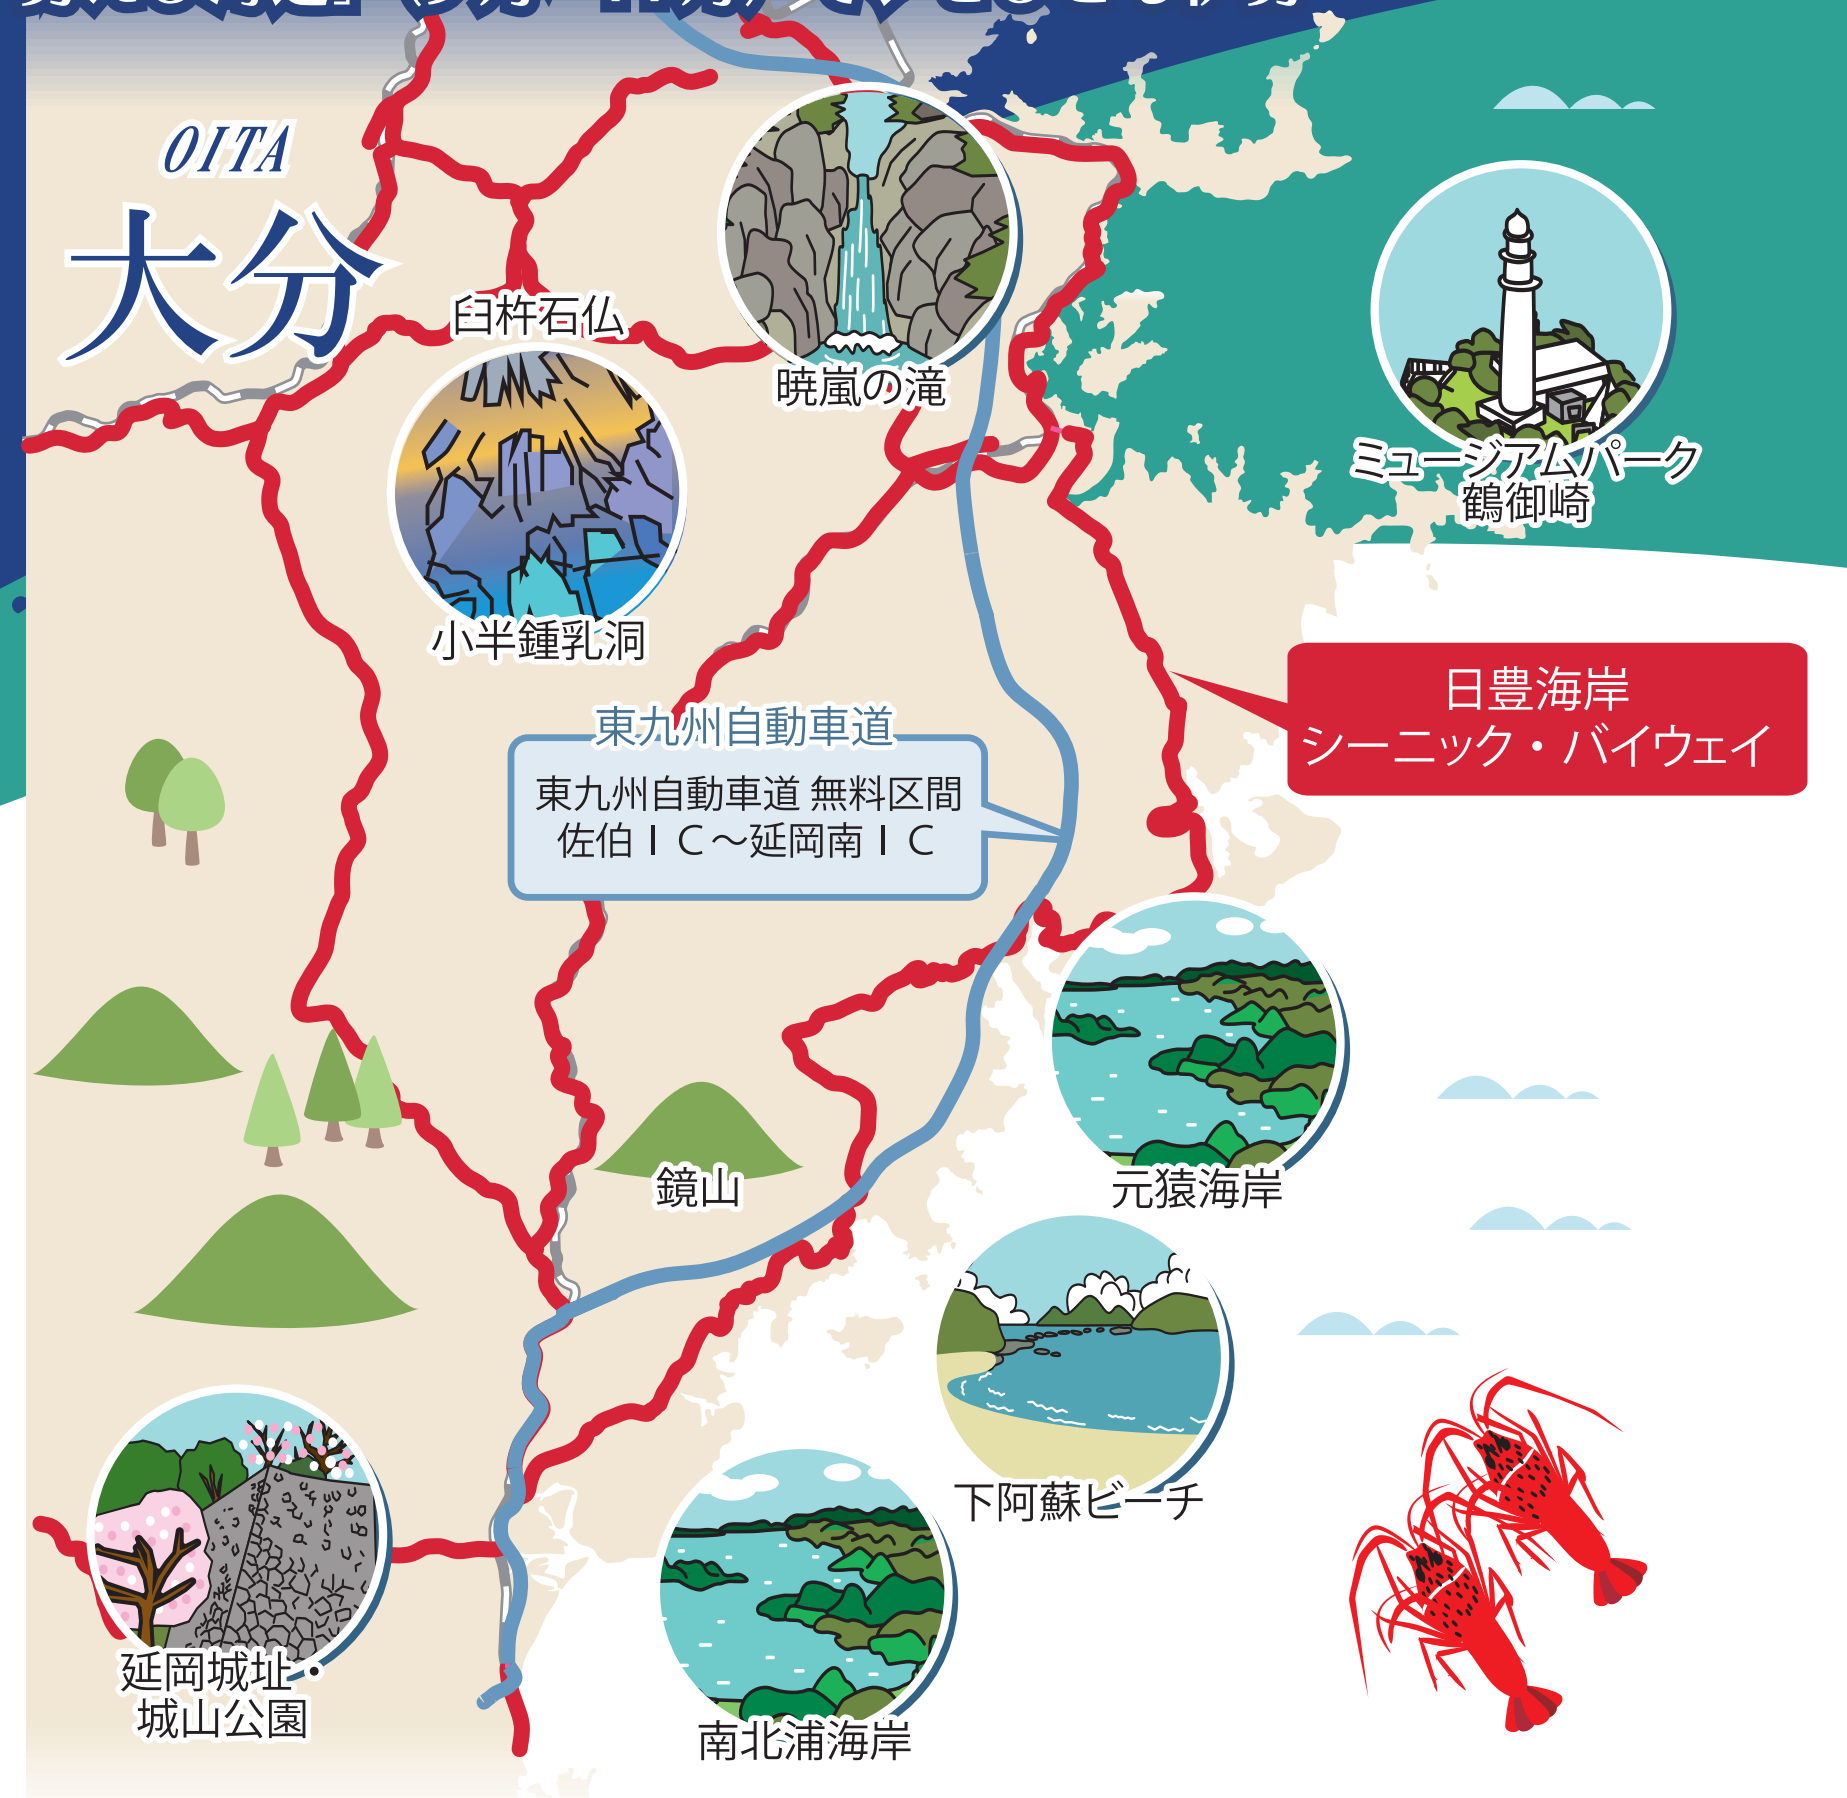 OITA
大分
臼杵石仏
暁嵐の滝
ミュージアムパーク
鶴御崎
小半鍾乳洞
日豊海岸
シーニック・バイウェイ
東九州自動車道
東九州自動車道 無料区間
佐伯ＩＣ～延岡南ＩＣ
鏡山
元猿海岸
下阿蘇ビーチ
延岡城址・
城山公園
南北浦海岸